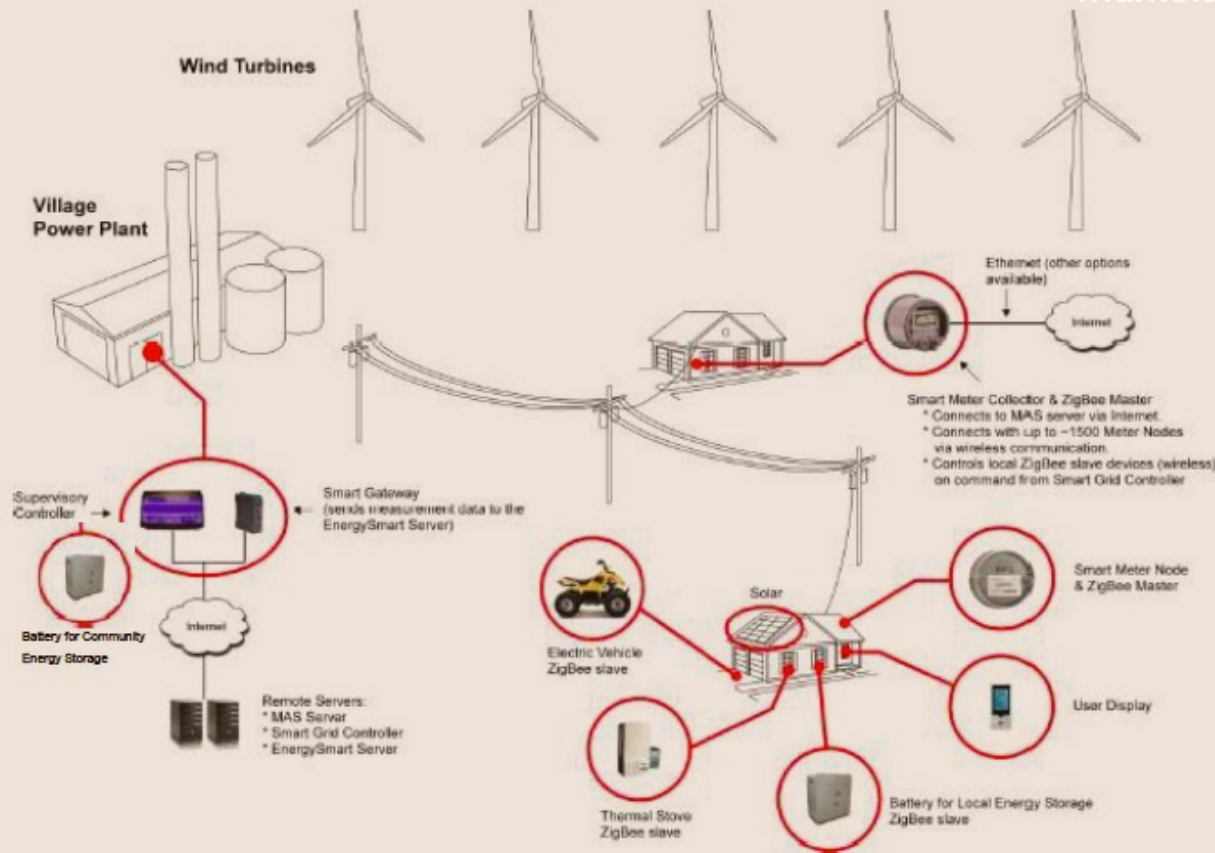 Wind Turbines
Village
Power Plant
Ethernet (other options
available)
Internet
Smart Meter Collector & ZigBee Master
* Connects to MAS server via Internet.
* Connects with up to ~1500 Meter Nodes
via wireless communication.
* Controls local ZigBee slave devices (wireless)
on command from Smart Grid Controller
Supervisory
Controller
Smart Gateway
(sends measurement data to the
EnergySmart Server)
Battery for Community
Energy Storage
Internet
Remote Servers:
* MAS Server
* Smart Grid Controller
* EnergySmart Server
Solar
Electric Vehicle
ZigBee slave
Smart Meter Node
& ZigBee Master
User Display
Thermal Stove
ZigBee slave
Battery for Local Energy Storage
ZigBee slave